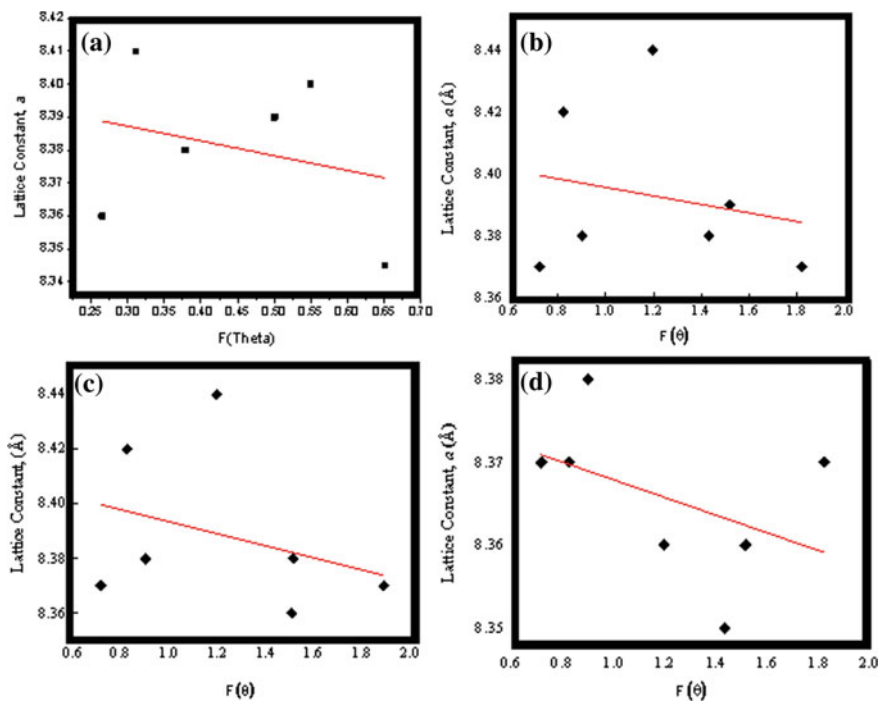 (a)
Lattice Constant, a
8.42
8.41
8.40
8.39
8.38
8.37
8.36
8.35
8.34
0.25 0.30 0.35 0.40 0.45 0.50 0.55 0.60 0.65 0.70
F(Theta)
(b)
Lattice Constant, a (Å)
8.44
8.42
8.40
8.38
8.36
0.6 0.8 1.0 1.2 1.4 1.6 1.8 2.0
F(θ)
(c)
Lattice Constant, (Å)
8.44
8.42
8.40
8.38
8.36
0.6 0.8 1.0 1.2 1.4 1.6 1.8 2.0
F(θ)
(d)
Lattice Constant, a (Å)
8.38
8.37
8.36
8.35
0.6 0.8 1.0 1.2 1.4 1.6 1.8 2.0
F(θ)